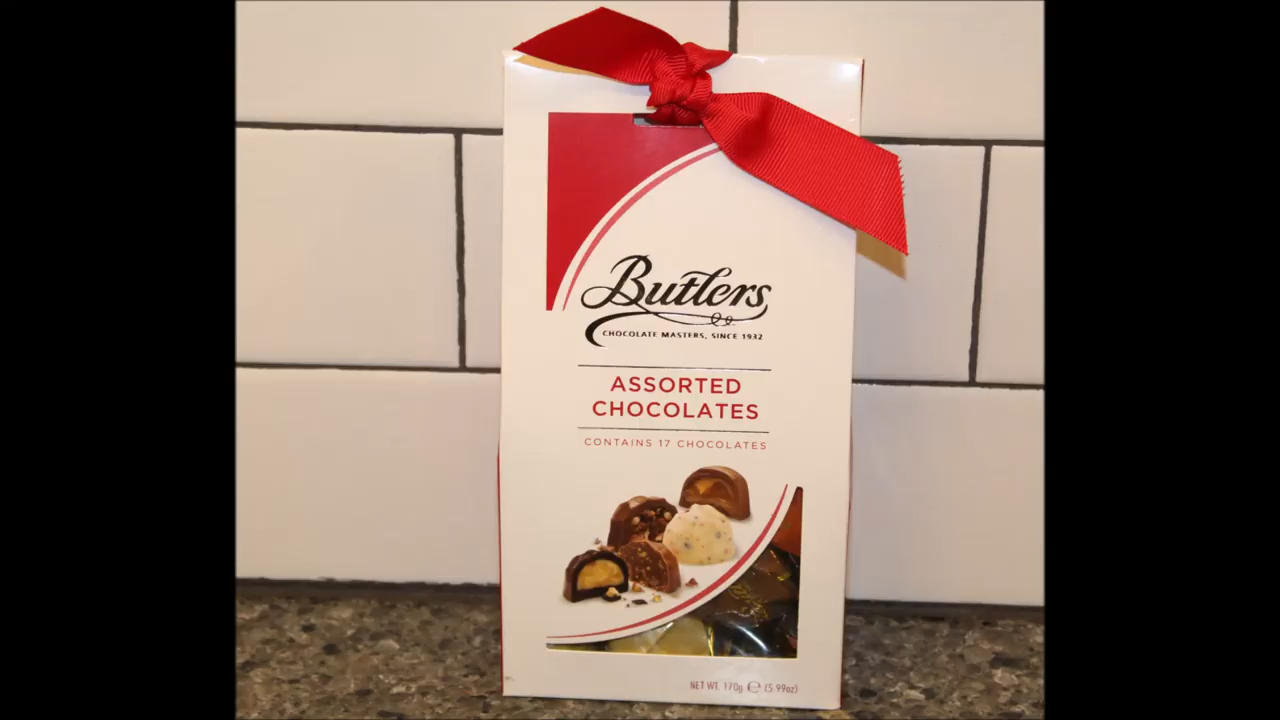 Butlers
CHOCOLATE MASTERS, SINCE 1932
ASSORTED
CHOCOLATES
CONTAINS 17 CHOCOLATES
NET WT. 170g ℮ (5.99oz)